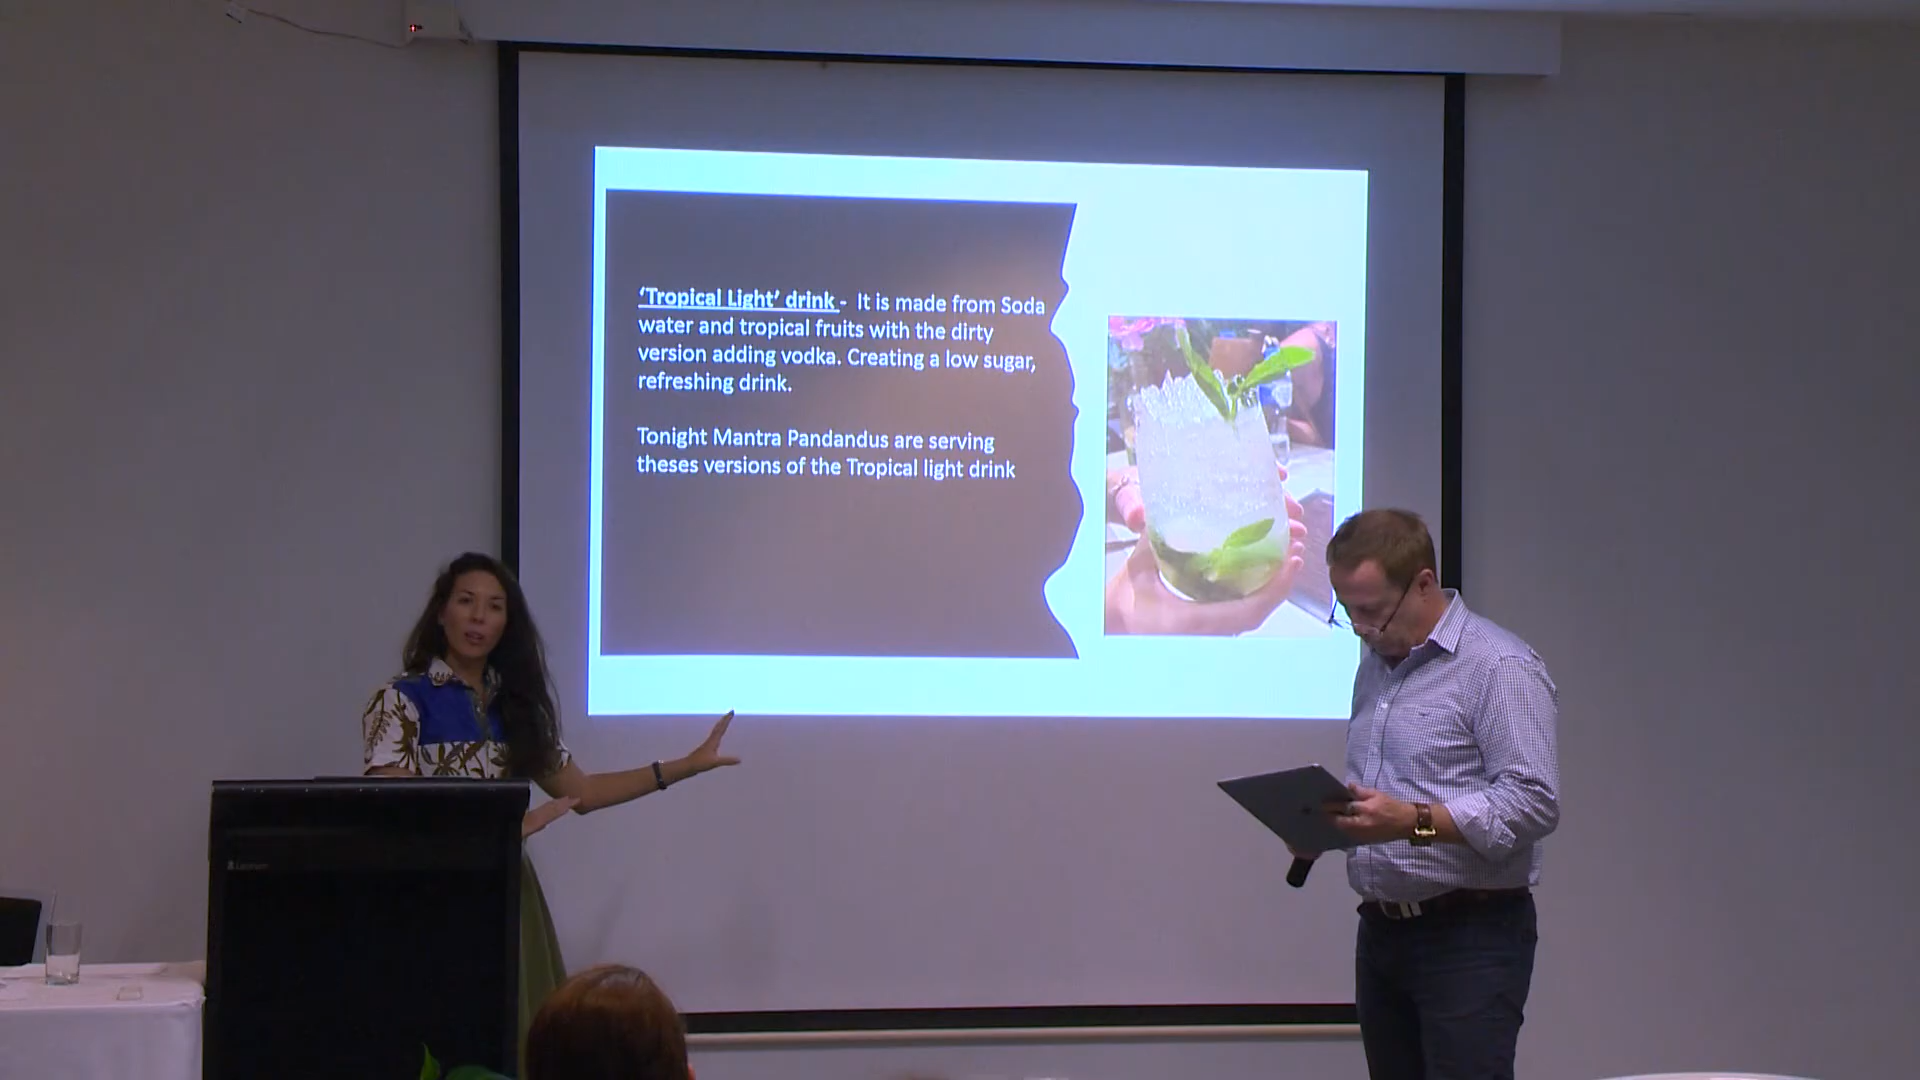 ‘Tropical Light’ drink - It is made from Soda
water and tropical fruits with the dirty
version adding vodka. Creating a low sugar,
refreshing drink.
Tonight Mantra Pandandus are serving
theses versions of the Tropical light drink